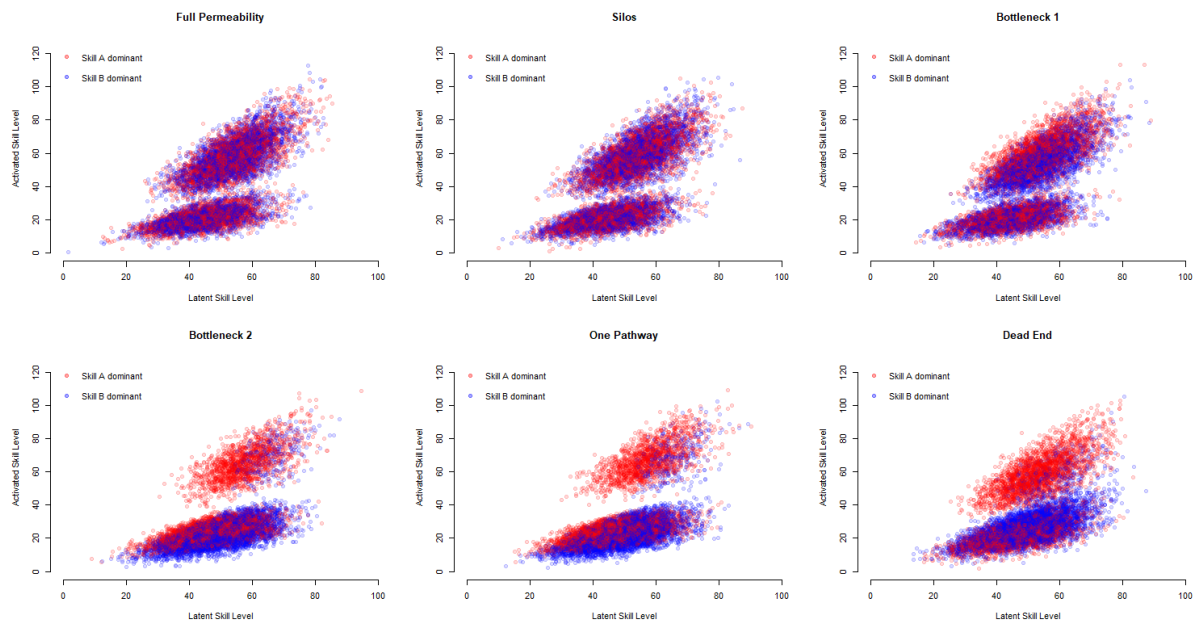 Full Permeability
Skill A dominant
Skill B dominant
Activated Skill Level
0 20 40 60 80 100 120
0 20 40 60 80 100
Latent Skill Level
Silos
Skill A dominant
Skill B dominant
Activated Skill Level
0 20 40 60 80 100 120
0 20 40 60 80 100
Latent Skill Level
Bottleneck 1
Skill A dominant
Skill B dominant
Activated Skill Level
0 20 40 60 80 100 120
0 20 40 60 80 100
Latent Skill Level
Bottleneck 2
Skill A dominant
Skill B dominant
Activated Skill Level
0 20 40 60 80 100 120
0 20 40 60 80 100
Latent Skill Level
One Pathway
Skill A dominant
Skill B dominant
Activated Skill Level
0 20 40 60 80 100 120
0 20 40 60 80 100
Latent Skill Level
Dead End
Skill A dominant
Skill B dominant
Activated Skill Level
0 20 40 60 80 100 120
0 20 40 60 80 100
Latent Skill Level